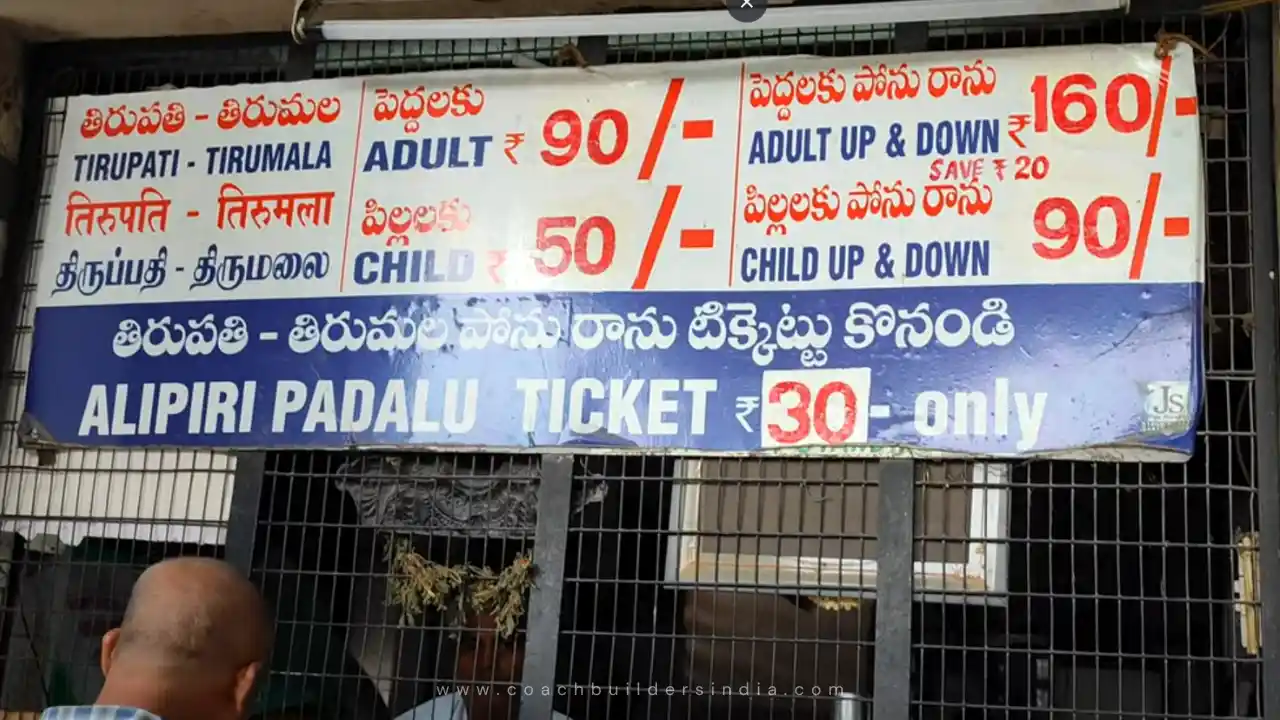 తిరుపతి - తిరుమల
TIRUPATI - TIRUMALA
तिरुपति - तिरुमला
திருப்பதி - திருமலை
పెద్దలకు
ADULT ₹ 90/-
పిల్లలకు
CHILD ₹ 50/-
పెద్దలకు పోను రాను
ADULT UP & DOWN ₹ 160/-
SAVE ₹ 20
పిల్లలకు పోను రాను
CHILD UP & DOWN 90/-
తిరుపతి - తిరుమల పోను రాను టిక్కెట్టు కొనండి
ALIPIRI PADALU TICKET ₹ 30 - only
JS
www.coachbuildersindia.com